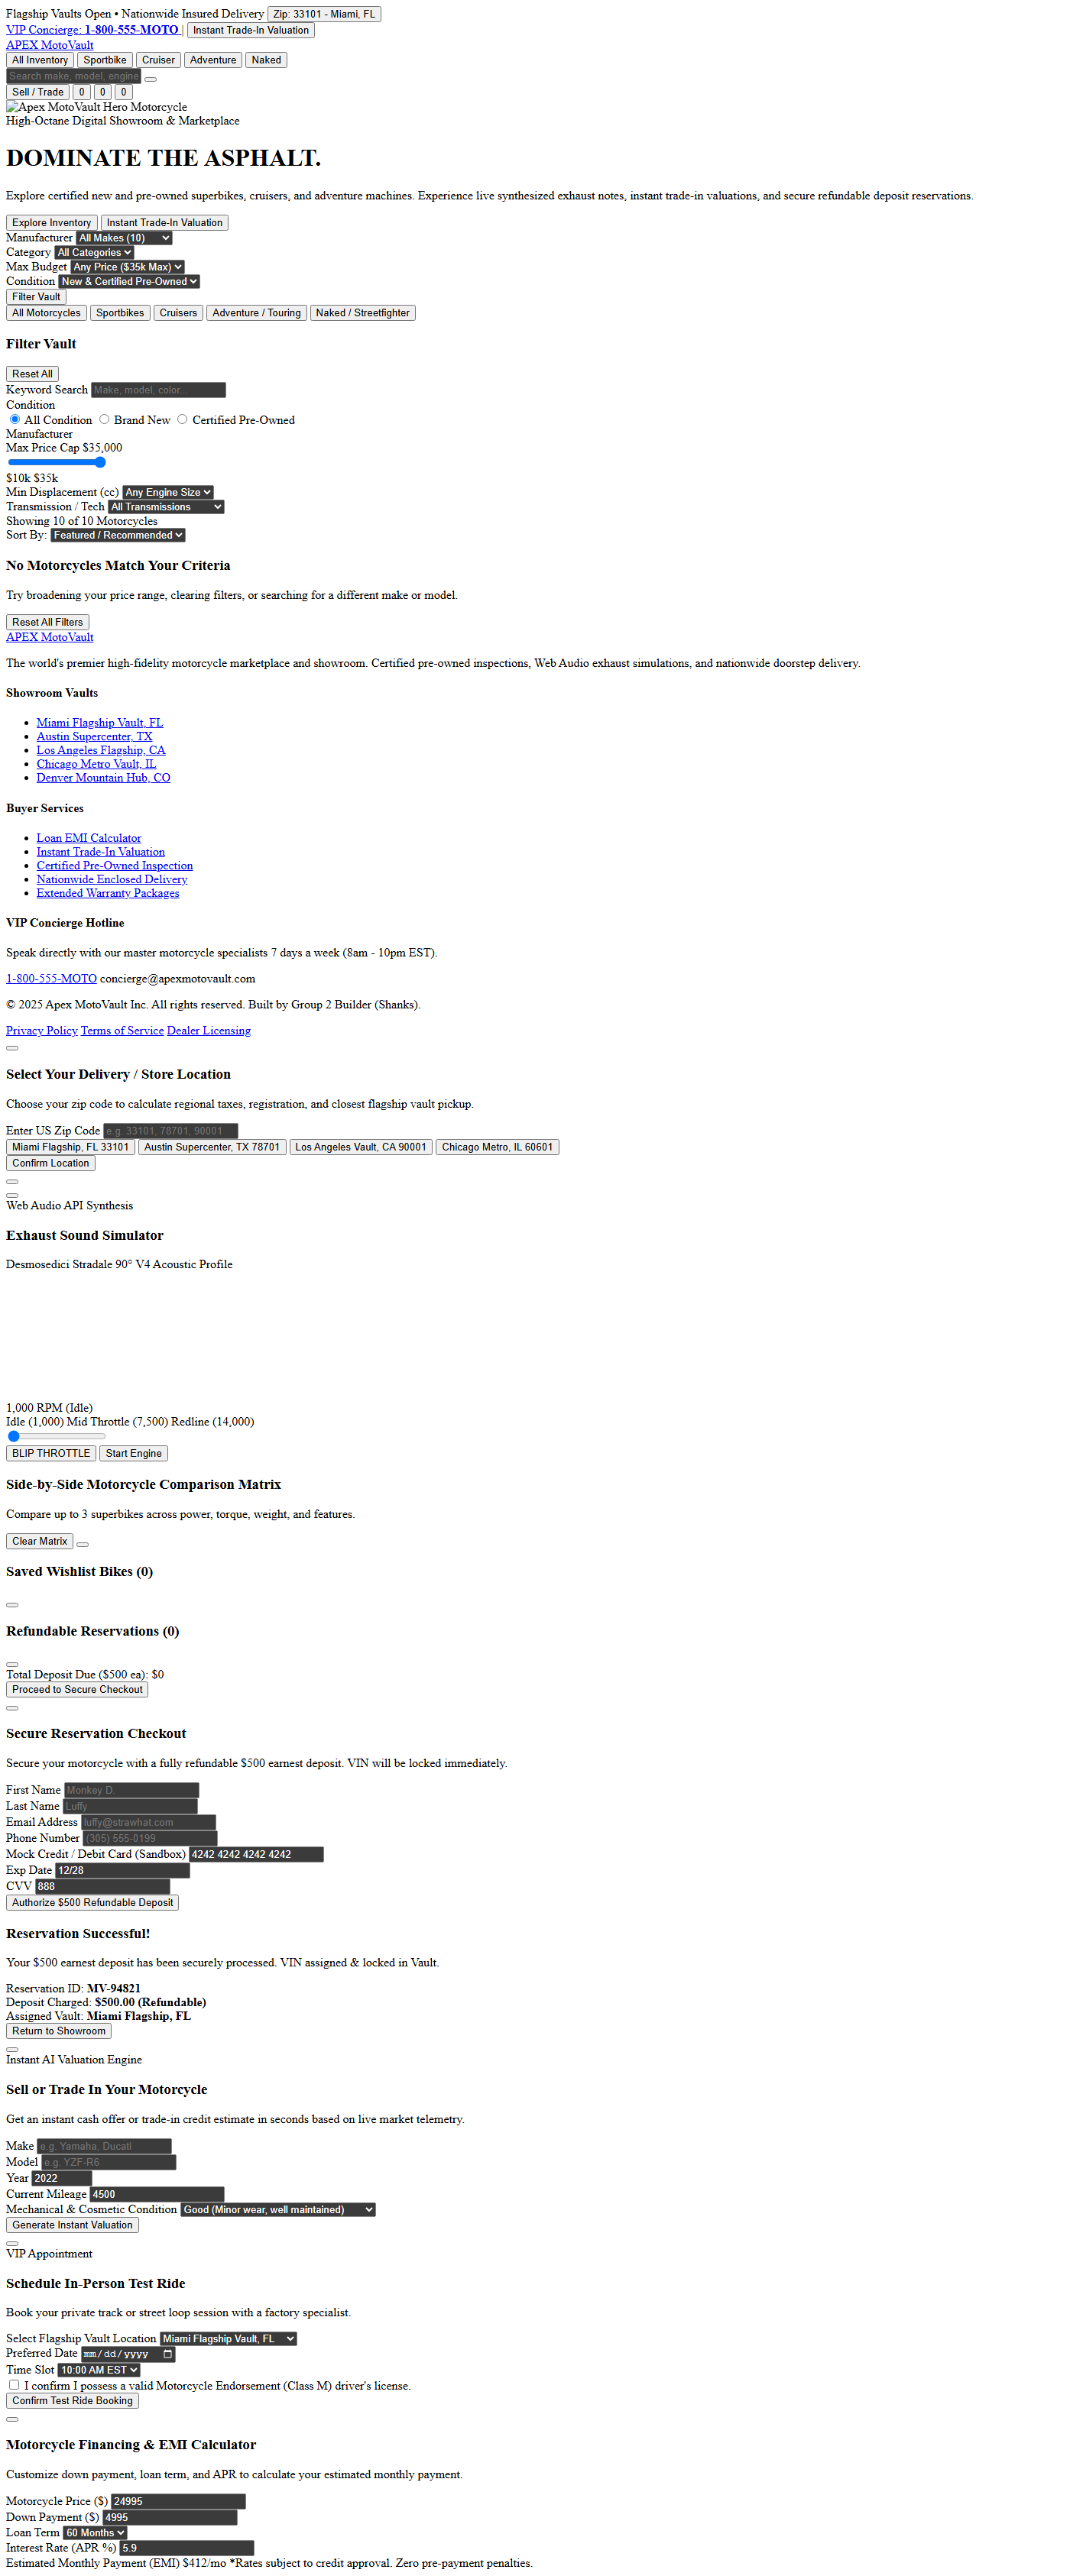 Flagship Vaults Open • Nationwide Insured Delivery Zip: 33101 - Miami, FL
VIP Concierge: 1-800-555-MOTO | Instant Trade-In Valuation
APEX MotoVault
All Inventory Sportbike Cruiser Adventure Naked
Search make, model, engine
Sell / Trade 0 0 0
Apex MotoVault Hero Motorcycle
High-Octane Digital Showroom & Marketplace
DOMINATE THE ASPHALT.
Explore certified new and pre-owned superbikes, cruisers, and adventure machines. Experience live synthesized exhaust notes, instant trade-in valuations, and secure refundable deposit reservations.
Explore Inventory Instant Trade-In Valuation
Manufacturer All Makes (10)
Category All Categories
Max Budget Any Price ($35k Max)
Condition New & Certified Pre-Owned
Filter Vault
All Motorcycles Sportbikes Cruisers Adventure / Touring Naked / Streetfighter
Filter Vault
Reset All
Keyword Search Make, model, color...
Condition
All Condition Brand New Certified Pre-Owned
Manufacturer
Max Price Cap $35,000
$10k $35k
Min Displacement (cc) Any Engine Size
Transmission / Tech All Transmissions
Showing 10 of 10 Motorcycles
Sort By: Featured / Recommended
No Motorcycles Match Your Criteria
Try broadening your price range, clearing filters, or searching for a different make or model.
Reset All Filters
APEX MotoVault
The world's premier high-fidelity motorcycle marketplace and showroom. Certified pre-owned inspections, Web Audio exhaust simulations, and nationwide doorstep delivery.
Showroom Vaults
• Miami Flagship Vault, FL
• Austin Supercenter, TX
• Los Angeles Flagship, CA
• Chicago Metro Vault, IL
• Denver Mountain Hub, CO
Buyer Services
• Loan EMI Calculator
• Instant Trade-In Valuation
• Certified Pre-Owned Inspection
• Nationwide Enclosed Delivery
• Extended Warranty Packages
VIP Concierge Hotline
Speak directly with our master motorcycle specialists 7 days a week (8am - 10pm EST).
1-800-555-MOTO concierge@apexmotovault.com
© 2025 Apex MotoVault Inc. All rights reserved. Built by Group 2 Builder (Shanks).
Privacy Policy Terms of Service Dealer Licensing
Select Your Delivery / Store Location
Choose your zip code to calculate regional taxes, registration, and closest flagship vault pickup.
Enter US Zip Code e.g. 33101, 78701, 90001
Miami Flagship, FL 33101 Austin Supercenter, TX 78701 Los Angeles Vault, CA 90001 Chicago Metro, IL 60601
Confirm Location
Web Audio API Synthesis
Exhaust Sound Simulator
Desmosedici Stradale 90° V4 Acoustic Profile
1,000 RPM (Idle)
Idle (1,000) Mid Throttle (7,500) Redline (14,000)
BLIP THROTTLE Start Engine
Side-by-Side Motorcycle Comparison Matrix
Compare up to 3 superbikes across power, torque, weight, and features.
Clear Matrix
Saved Wishlist Bikes (0)
Refundable Reservations (0)
Total Deposit Due ($500 ea): $0
Proceed to Secure Checkout
Secure Reservation Checkout
Secure your motorcycle with a fully refundable $500 earnest deposit. VIN will be locked immediately.
First Name Monkey D.
Last Name Luffy
Email Address luffy@strawhat.com
Phone Number (305) 555-0199
Mock Credit / Debit Card (Sandbox) 4242 4242 4242 4242
Exp Date 12/28
CVV 888
Authorize $500 Refundable Deposit
Reservation Successful!
Your $500 earnest deposit has been securely processed. VIN assigned & locked in Vault.
Reservation ID: MV-94821
Deposit Charged: $500.00 (Refundable)
Assigned Vault: Miami Flagship, FL
Return to Showroom
Instant AI Valuation Engine
Sell or Trade In Your Motorcycle
Get an instant cash offer or trade-in credit estimate in seconds based on live market telemetry.
Make e.g. Yamaha, Ducati
Model e.g. YZF-R6
Year 2022
Current Mileage 4500
Mechanical & Cosmetic Condition Good (Minor wear, well maintained)
Generate Instant Valuation
VIP Appointment
Schedule In-Person Test Ride
Book your private track or street loop session with a factory specialist.
Select Flagship Vault Location Miami Flagship Vault, FL
Preferred Date mm/dd/yyyy
Time Slot 10:00 AM EST
I confirm I possess a valid Motorcycle Endorsement (Class M) driver's license.
Confirm Test Ride Booking
Motorcycle Financing & EMI Calculator
Customize down payment, loan term, and APR to calculate your estimated monthly payment.
Motorcycle Price ($) 24995
Down Payment ($) 4995
Loan Term 60 Months
Interest Rate (APR %) 5.9
Estimated Monthly Payment (EMI) $412/mo *Rates subject to credit approval. Zero pre-payment penalties.